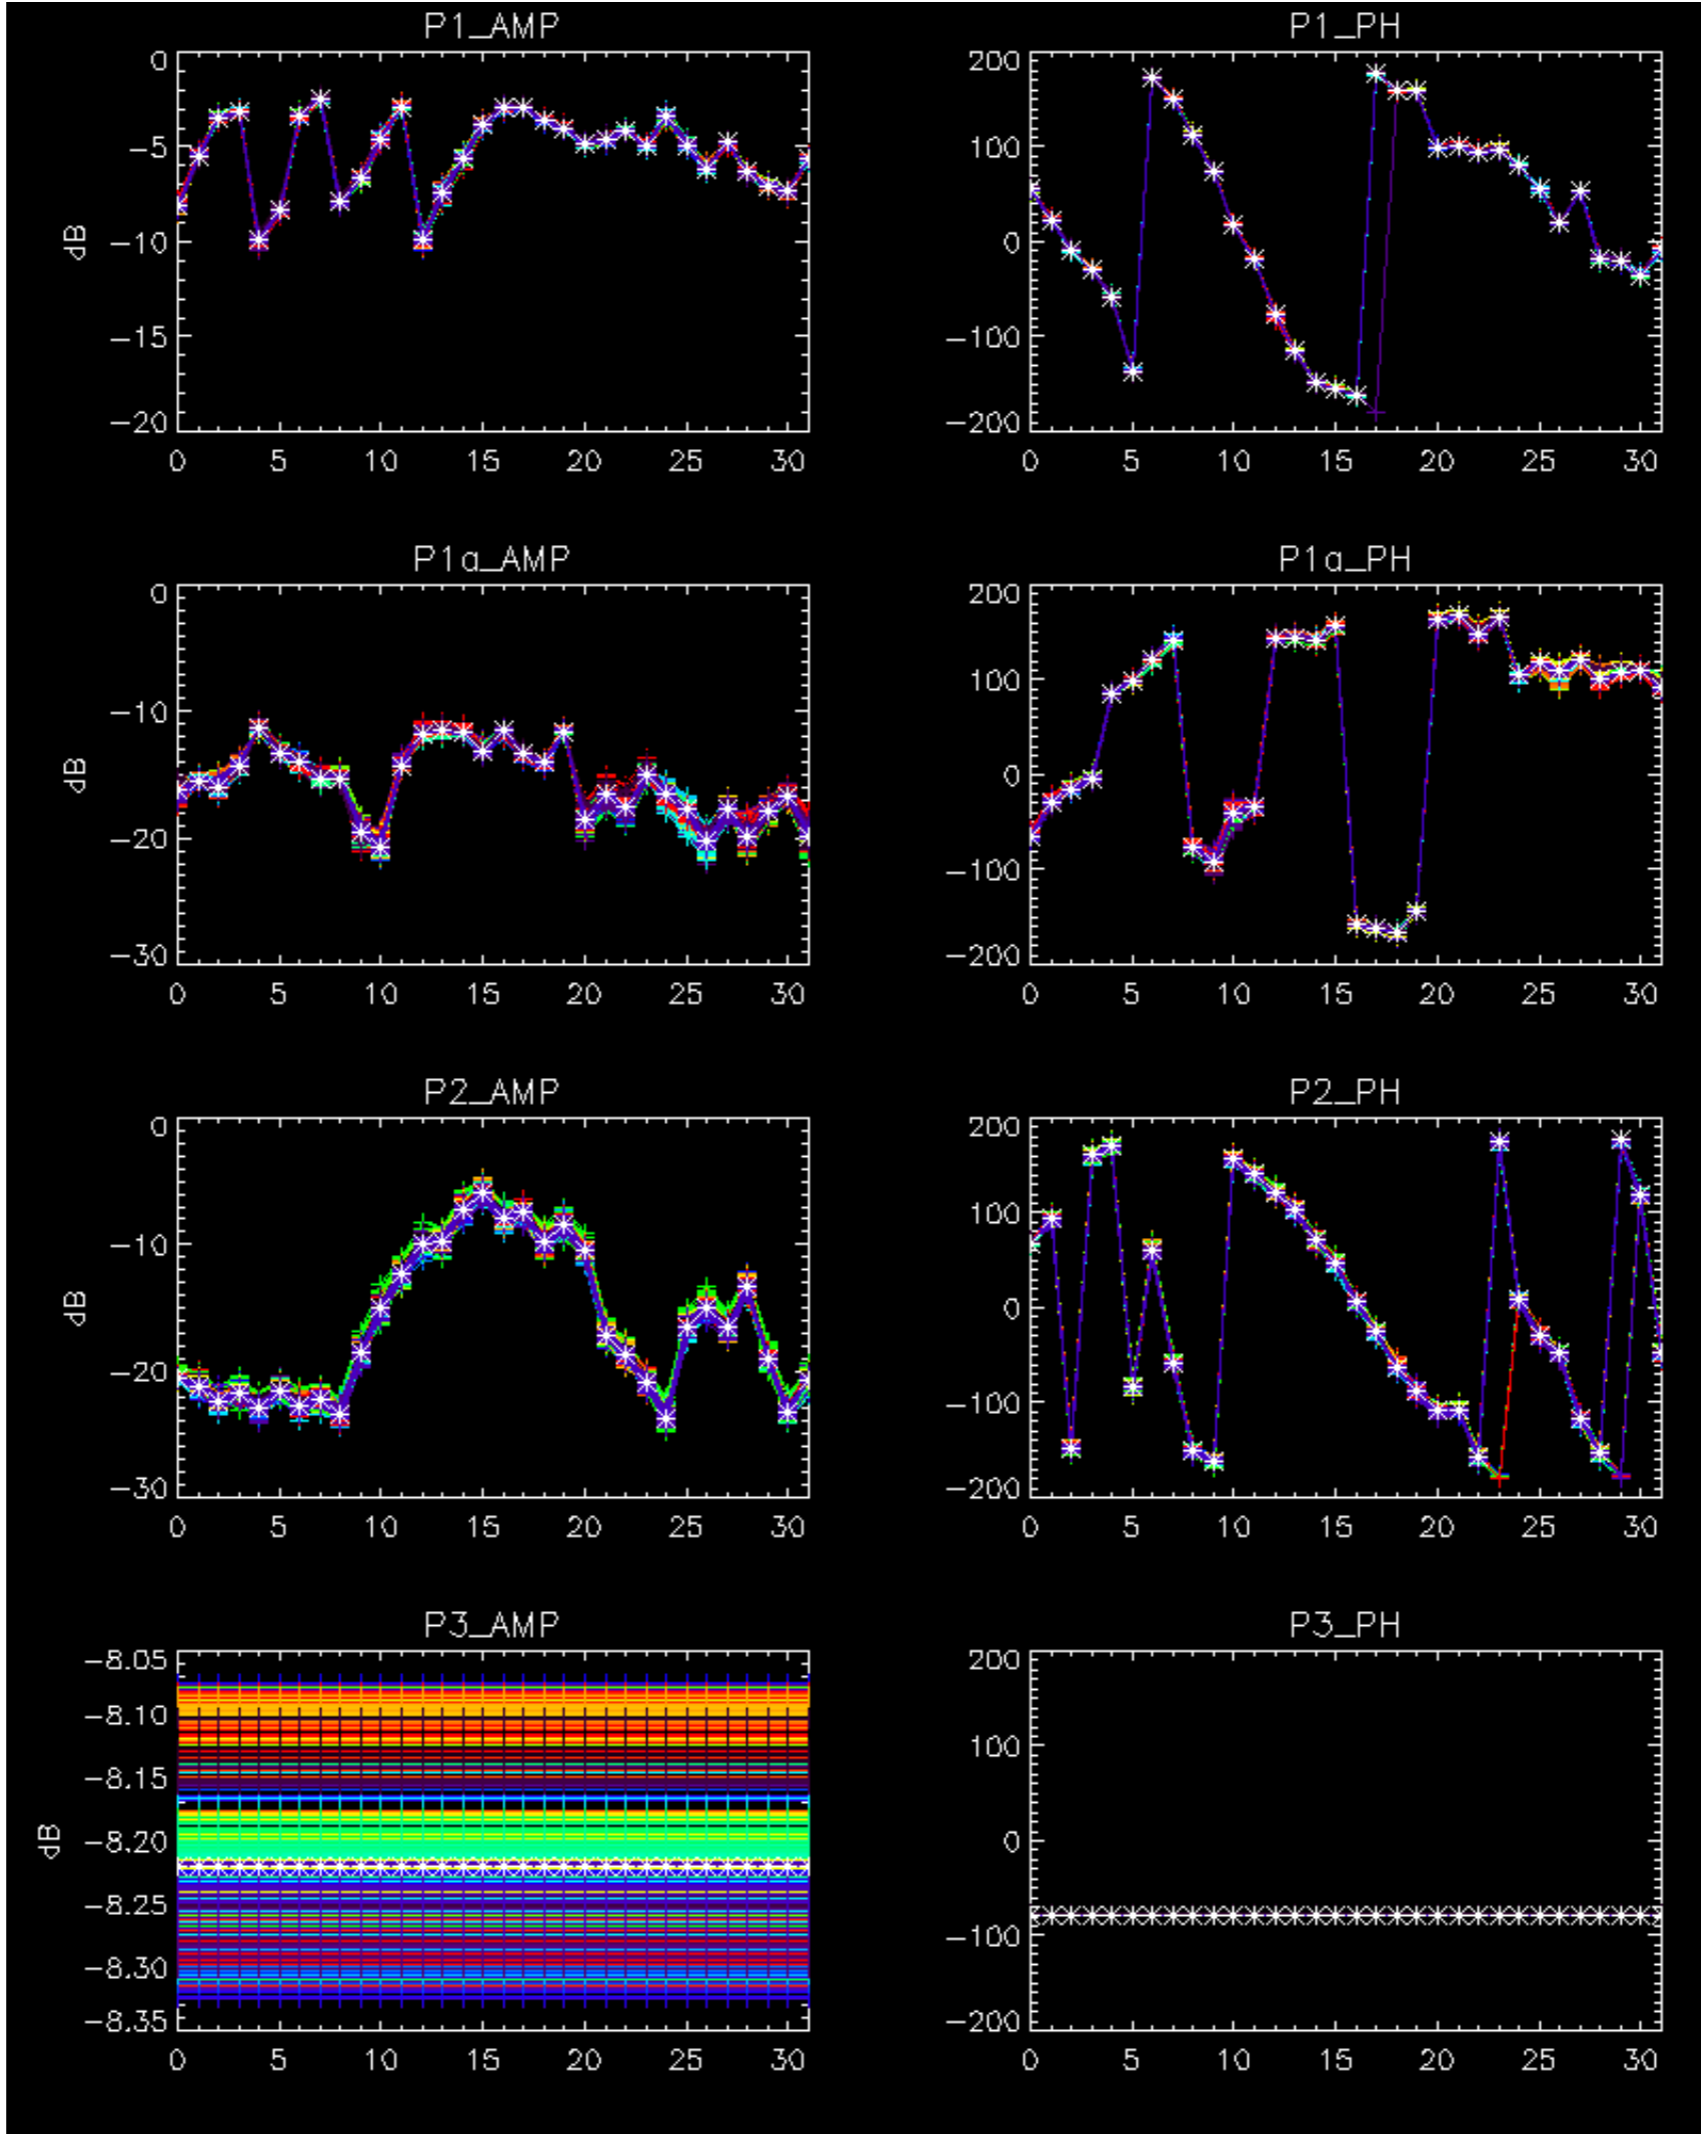 P1_AMP P1_PH
0 200
-5 100
dB -10 0
-15 -100
-20 -200
0 5 10 15 20 25 30 0 5 10 15 20 25 30
P1a_AMP P1a_PH
0 200
100
-10
dB 0
-20 -100
-30 -200
0 5 10 15 20 25 30 0 5 10 15 20 25 30
P2_AMP P2_PH
0 200
100
-10
dB 0
-20 -100
-30 -200
0 5 10 15 20 25 30 0 5 10 15 20 25 30
P3_AMP P3_PH
-8.05 200
-8.10 100
-8.15
dB -8.20 0
-8.25 -100
-8.30
-8.35 -200
0 5 10 15 20 25 30 0 5 10 15 20 25 30